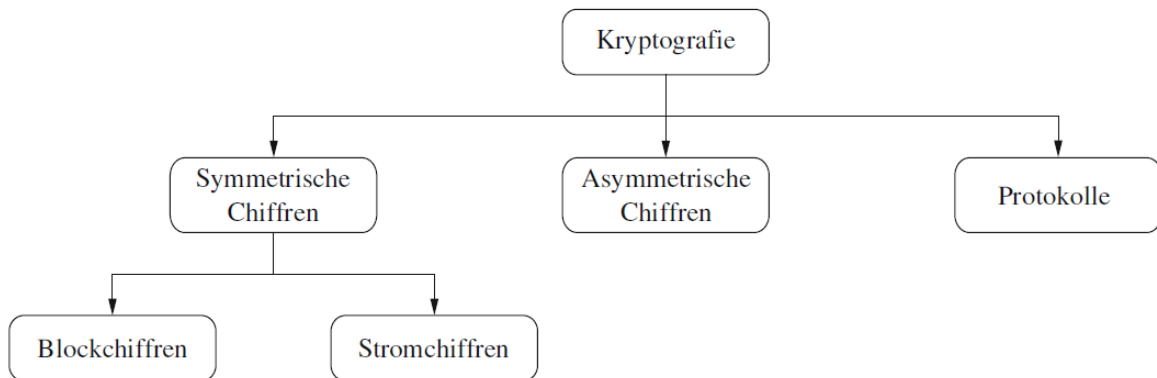 Kryptografie
Symmetrische
Chiffren
Asymmetrische
Chiffren
Protokolle
Blockchiffren
Stromchiffren